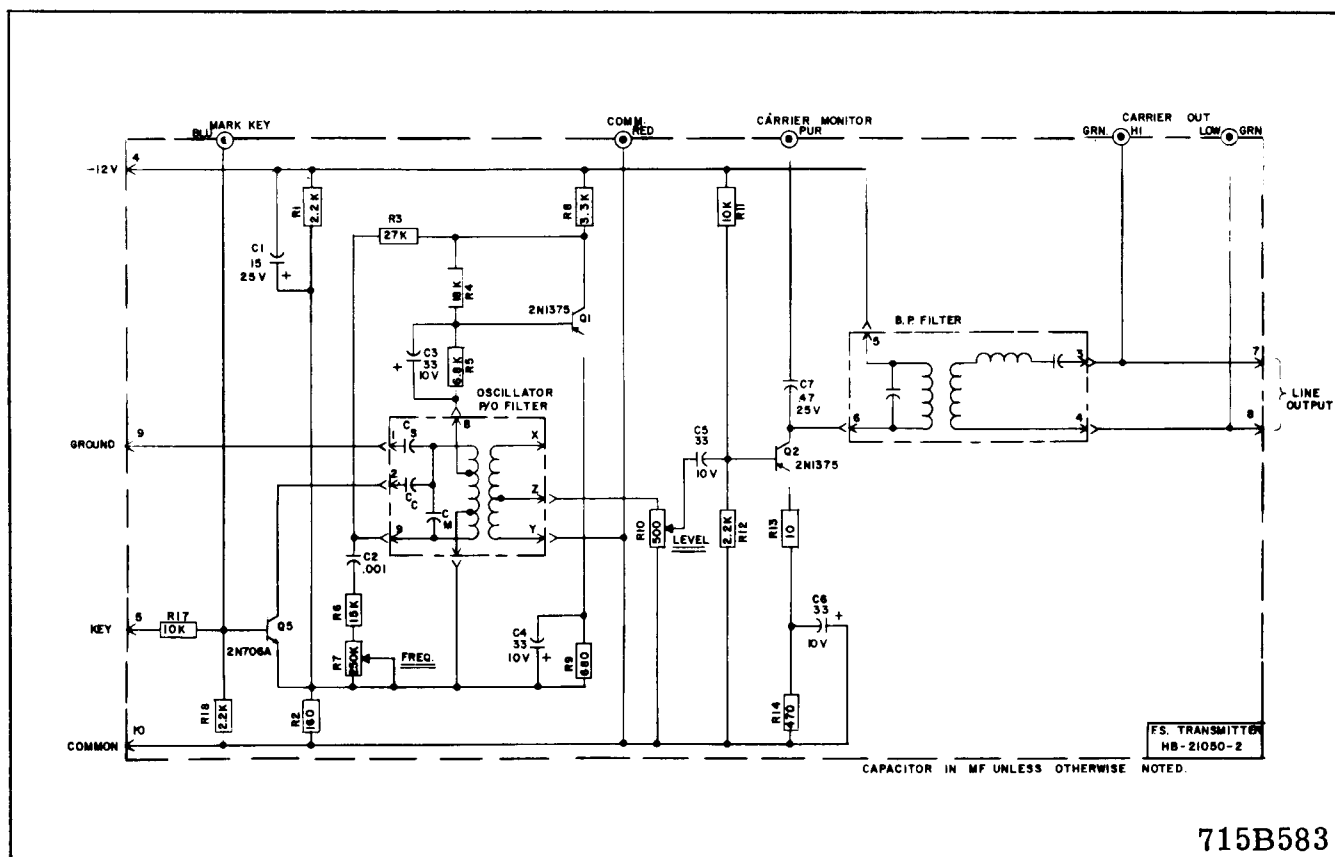 MARK KEY
BLU
COMM.
RED
CARRIER MONITOR
PUR
CARRIER OUT
GRN. HI
LOW GRN
-12V
4
R1
2.2K
R3
27K
R8
3.3K
10K
R11
C1
15
25V
+
18K
R4
2N1375
Q1
C3
33
10V
+
6.8K
R5
OSCILLATOR
P/O FILTER
8
B.P. FILTER
5
3
7
6
4
8
LINE
OUTPUT
C7
.47
25V
GROUND
9
1
CS
X
2
CC
Z
CM
9
Y
C5
33
10V
Q2
2N1375
R10
500
LEVEL
2.2K
R12
R13
10
C2
.001
R6
15K
KEY
5
R17
10K
Q5
2N706A
R7
250K
FREQ.
C4
33
10V
+
R9
680
C6
33
10V
+
R18
2.2K
R2
160
R14
470
COMMON
10
F.S. TRANSMITTER
HB-21050-2
CAPACITOR IN MF UNLESS OTHERWISE NOTED.
715B583